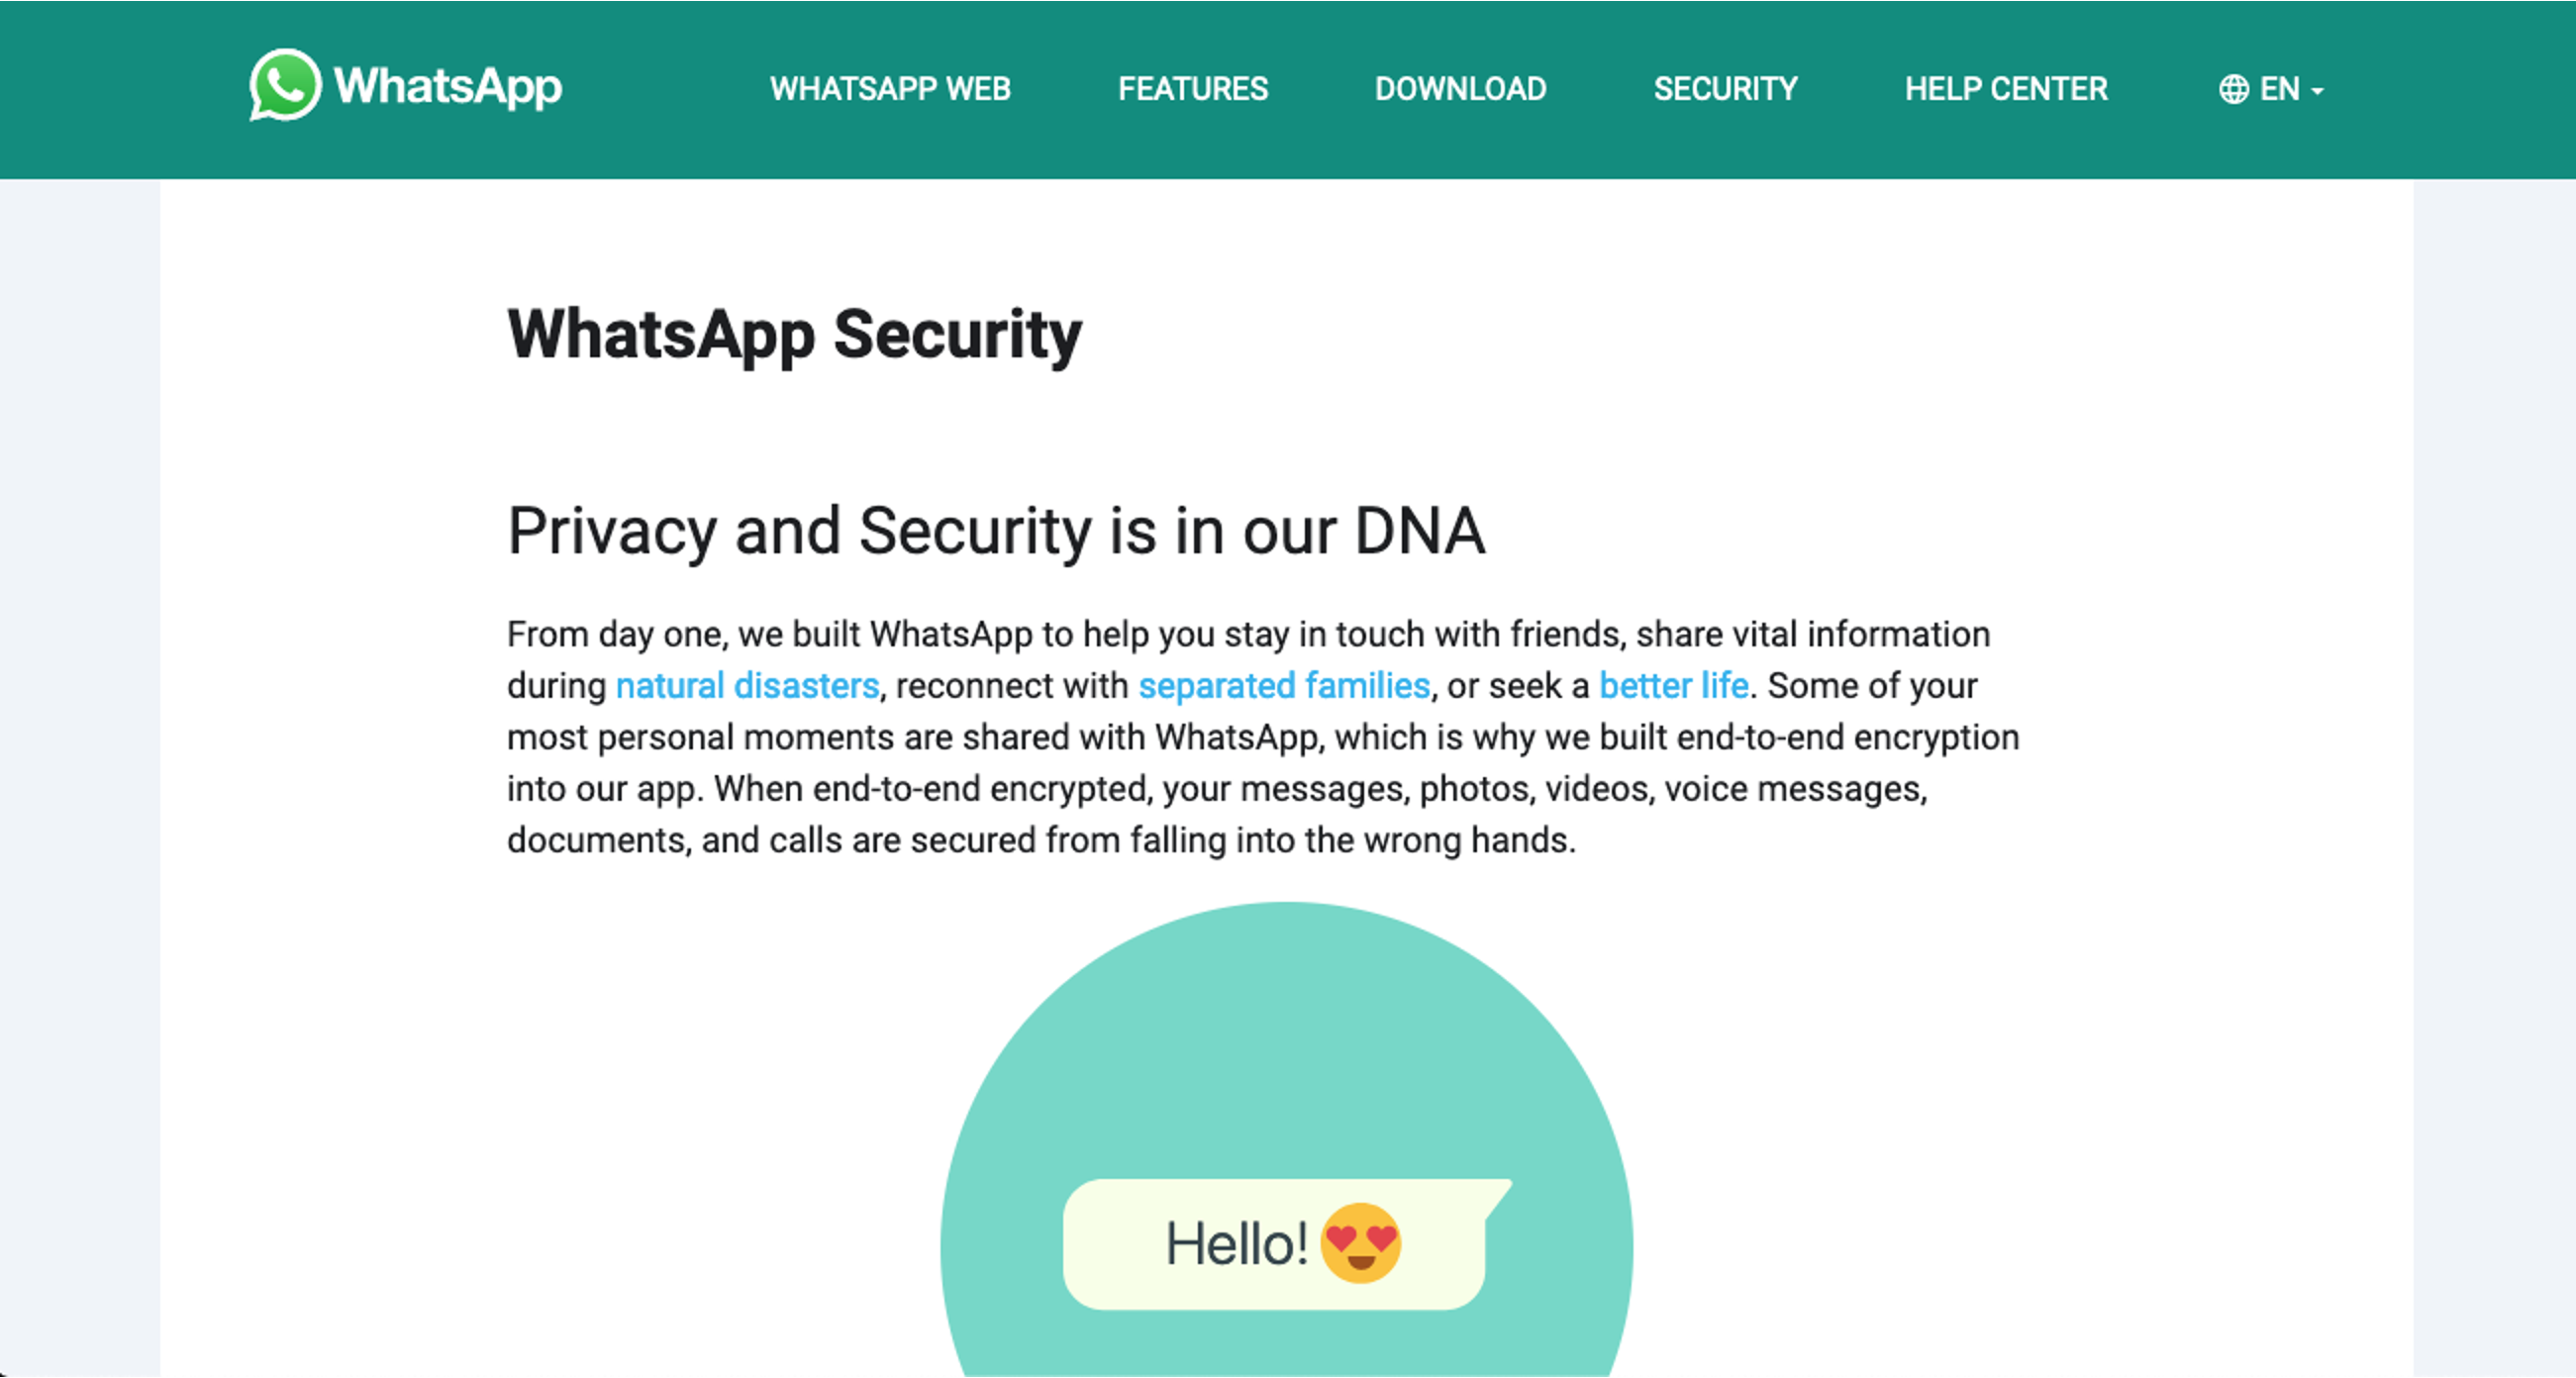 WhatsApp
WHATSAPP WEB
FEATURES
DOWNLOAD
SECURITY
HELP CENTER
EN
WhatsApp Security
Privacy and Security is in our DNA
From day one, we built WhatsApp to help you stay in touch with friends, share vital information
during natural disasters, reconnect with separated families, or seek a better life. Some of your
most personal moments are shared with WhatsApp, which is why we built end-to-end encryption
into our app. When end-to-end encrypted, your messages, photos, videos, voice messages,
documents, and calls are secured from falling into the wrong hands.
Hello!